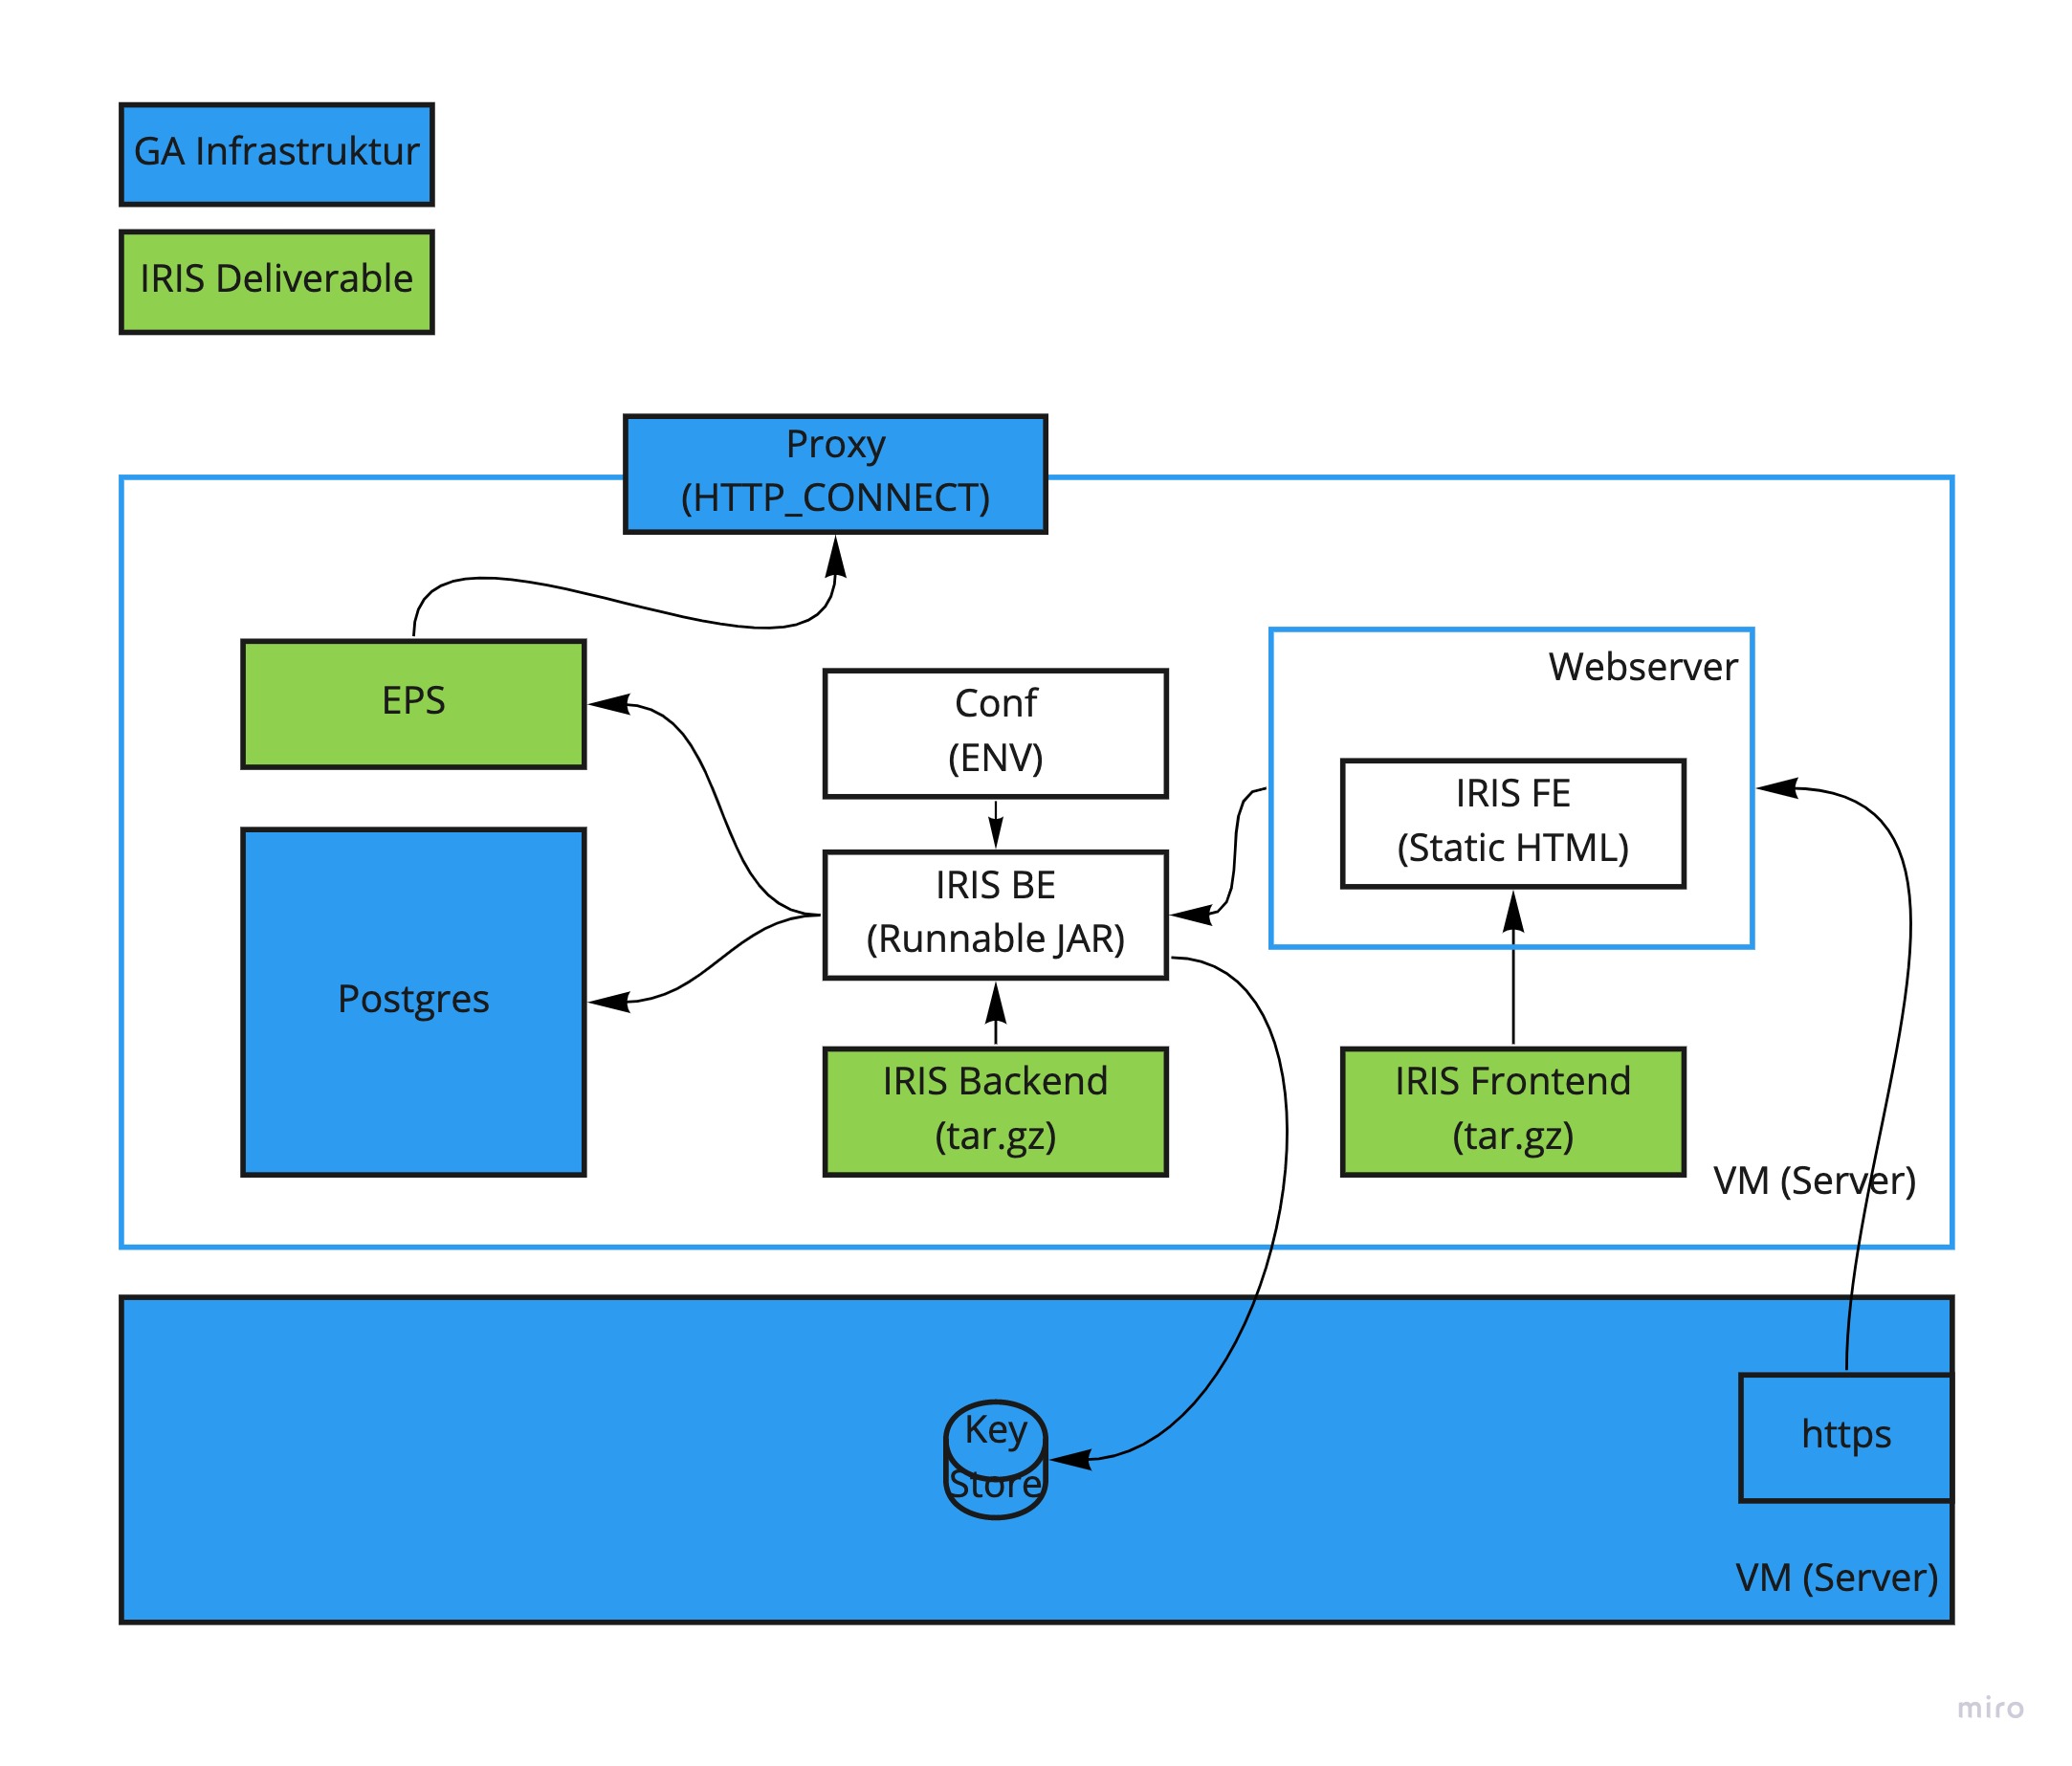 GA Infrastruktur
IRIS Deliverable
Proxy
(HTTP_CONNECT)
Webserver
EPS
Conf
(ENV)
IRIS FE
(Static HTML)
IRIS BE
(Runnable JAR)
Postgres
IRIS Backend
(tar.gz)
IRIS Frontend
(tar.gz)
VM (Server)
Key
Store
https
VM (Server)
miro